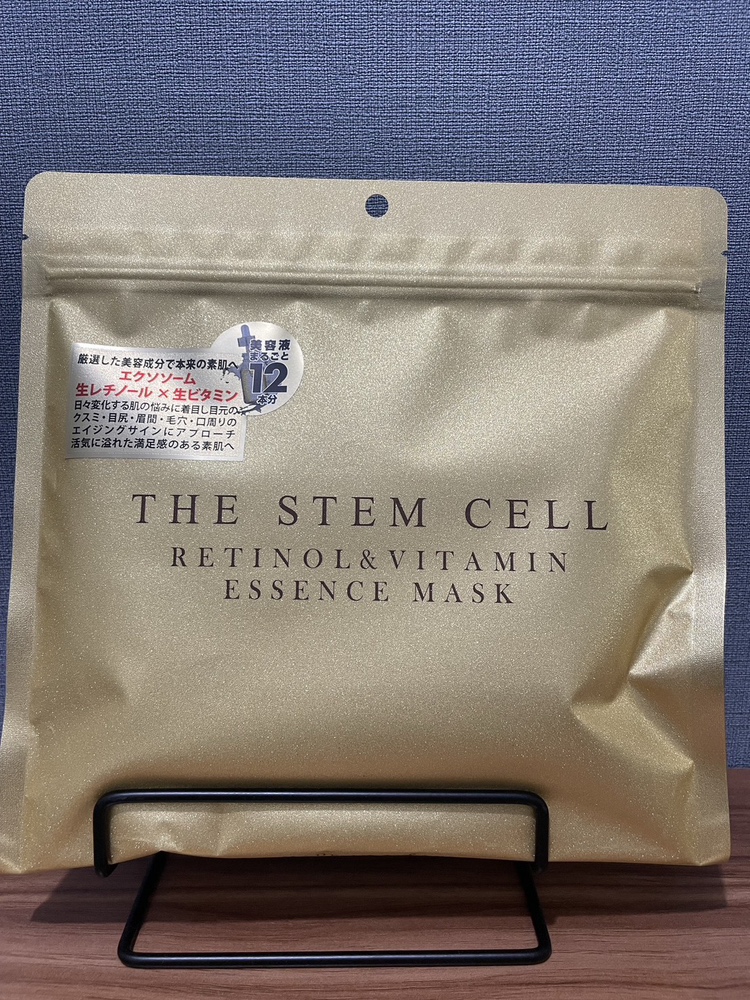 厳選した美容成分で本来の素肌へ
エクソソーム
生レチノール × 生ビタミン
日々変化する肌の悩みに着目し目元の
クスミ・目尻・眉間・毛穴・口周りの
エイジングサインにアプローチ
活気に溢れた満足感のある素肌へ
美容液
まるごと
12
本分
THE STEM CELL
RETINOL&VITAMIN
ESSENCE MASK